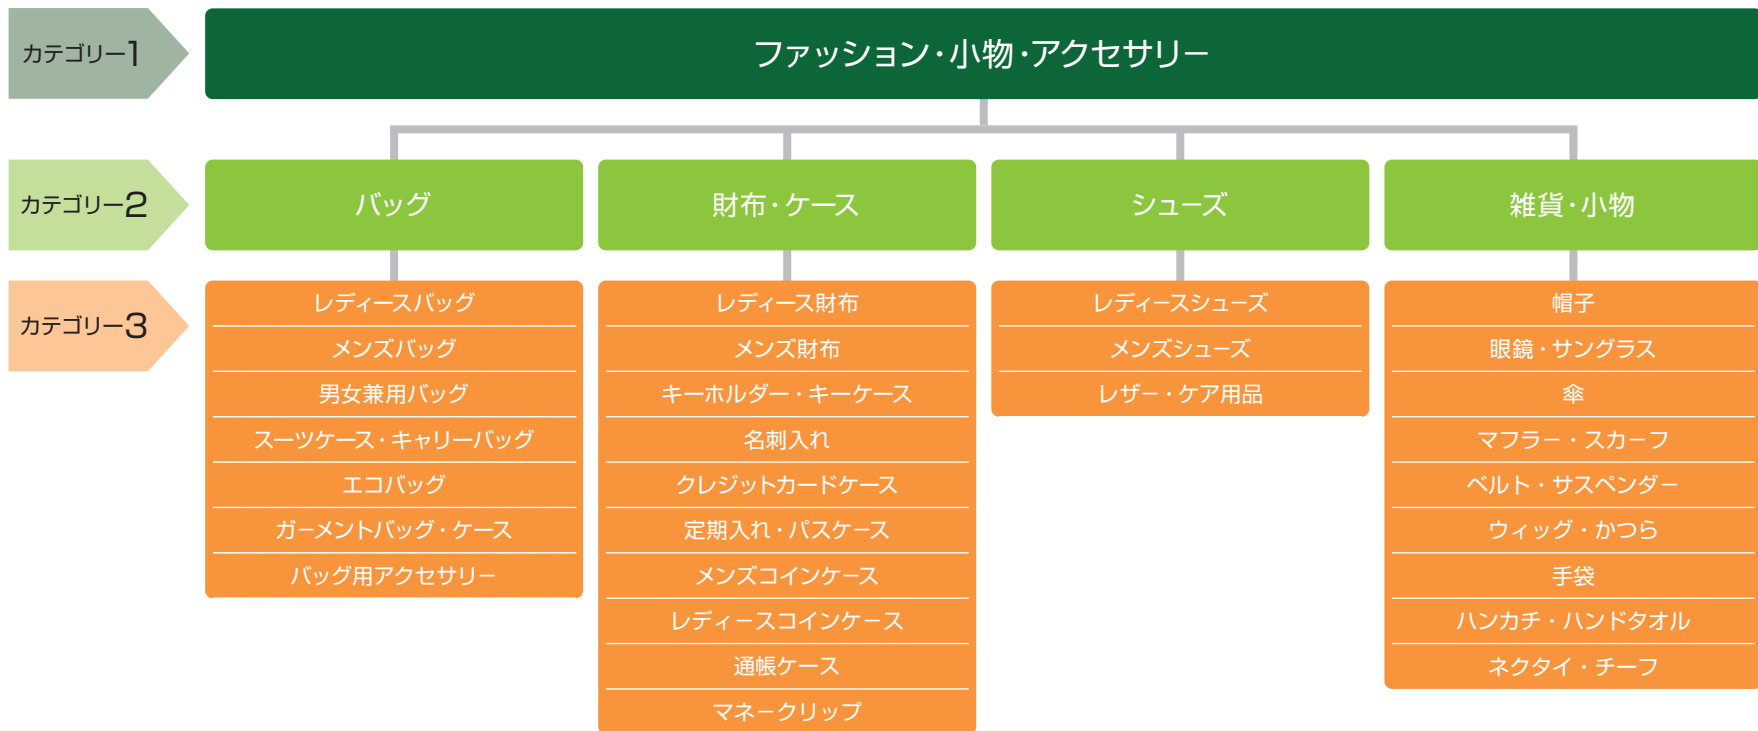 カテゴリー1
ファッション・小物・アクセサリー
カテゴリー2
バッグ
財布・ケース
シューズ
雑貨・小物
カテゴリー3
レディースバッグ
メンズバッグ
男女兼用バッグ
スーツケース・キャリーバッグ
エコバッグ
ガーメントバッグ・ケース
バッグ用アクセサリー
レディース財布
メンズ財布
キーホルダー・キーケース
名刺入れ
クレジットカードケース
定期入れ・パスケース
メンズコインケース
レディースコインケース
通帳ケース
マネークリップ
レディースシューズ
メンズシューズ
レザー・ケア用品
帽子
眼鏡・サングラス
傘
マフラー・スカーフ
ベルト・サスペンダー
ウィッグ・かつら
手袋
ハンカチ・ハンドタオル
ネクタイ・チーフ